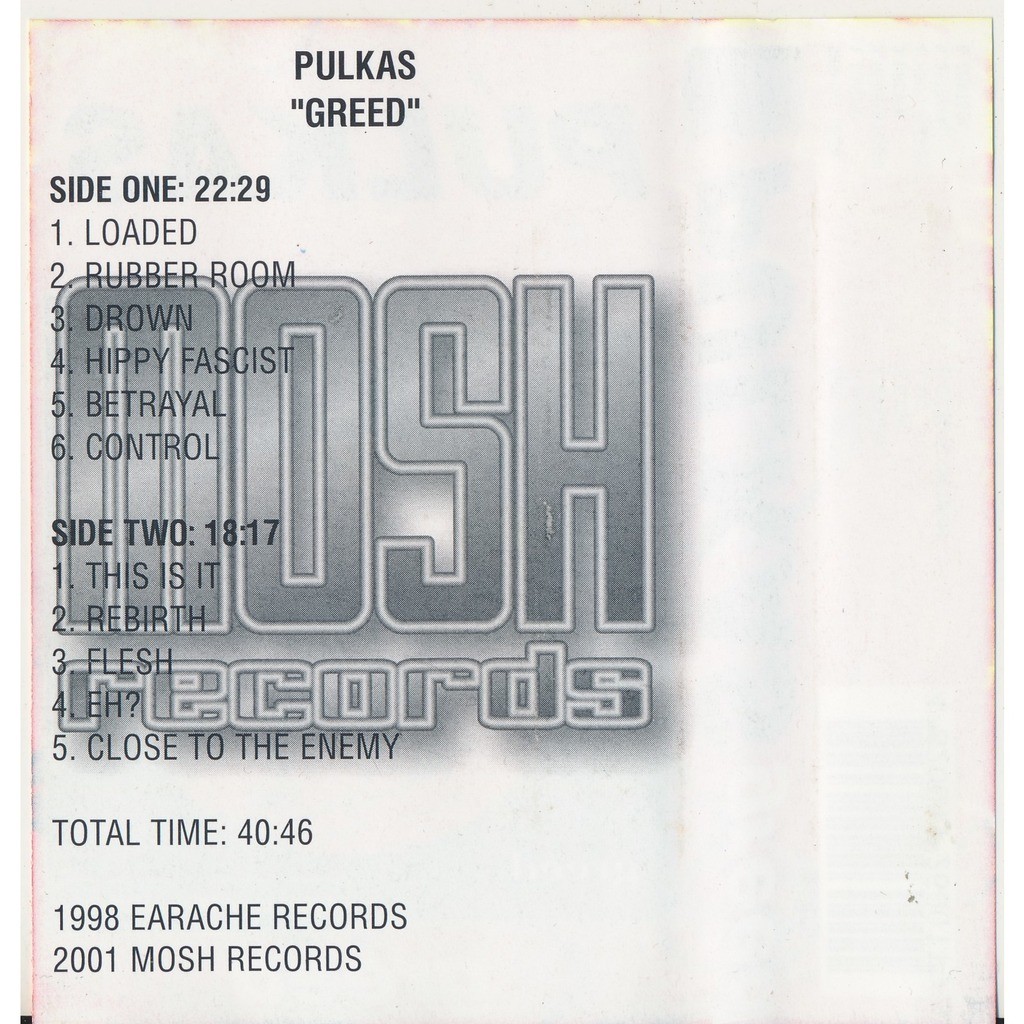 PULKAS
"GREED"
SIDE ONE: 22:29
1. LOADED
2. RUBBER ROOM
3. DROWN
4. HIPPY FASCIST
5. BETRAYAL
6. CONTROL
SIDE TWO: 18:17
1. THIS IS IT
2. REBIRTH
3. FLESH
4. EH?
5. CLOSE TO THE ENEMY
MOSH
records
TOTAL TIME: 40:46
1998 EARACHE RECORDS
2001 MOSH RECORDS